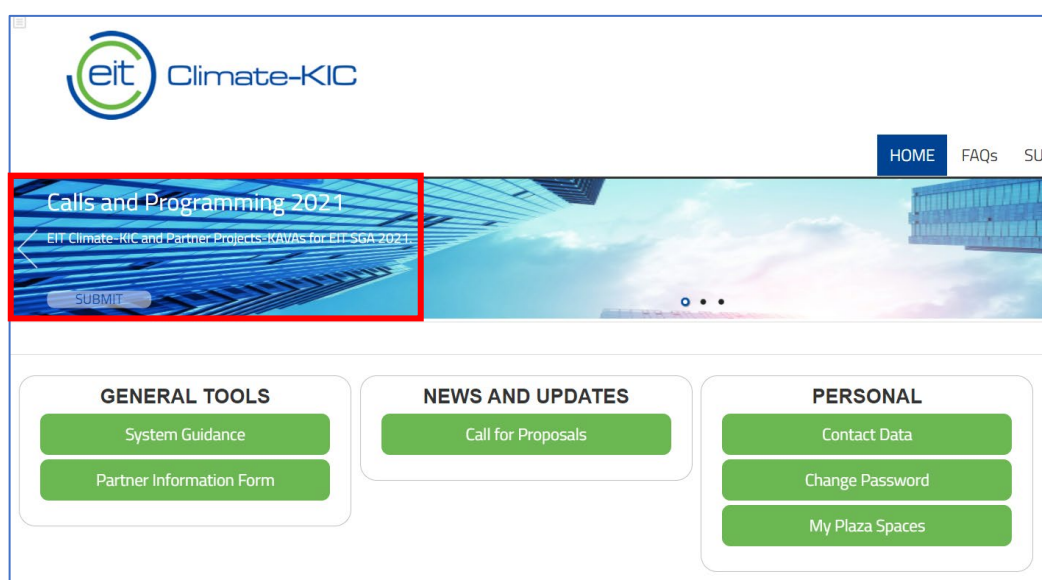 eit Climate-KIC
HOME FAQs SU
Calls and Programming 2021
EIT Climate-KIC and Partner Projects-KAVAs for EIT SGA 2021.
SUBMIT
GENERAL TOOLS
System Guidance
Partner Information Form
NEWS AND UPDATES
Call for Proposals
PERSONAL
Contact Data
Change Password
My Plaza Spaces